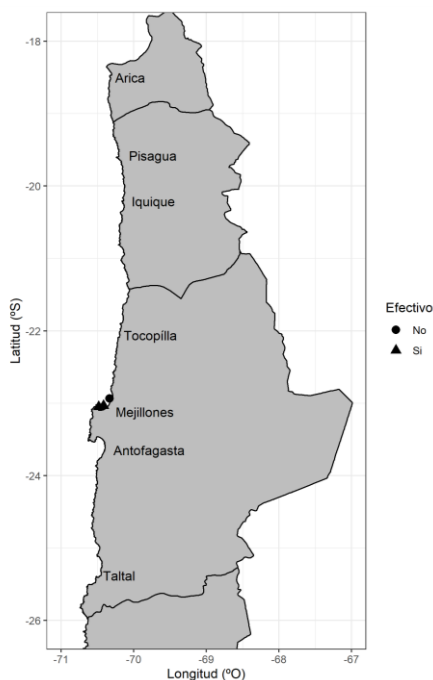 -18
Arica
Pisagua
-20
Iquique
-22
Tocopilla
Mejillones
Antofagasta
-24
Taltal
-26
-71
-70
-69
-68
-67
Longitud (ºO)
Latitud (ºS)
Efectivo
No
Si